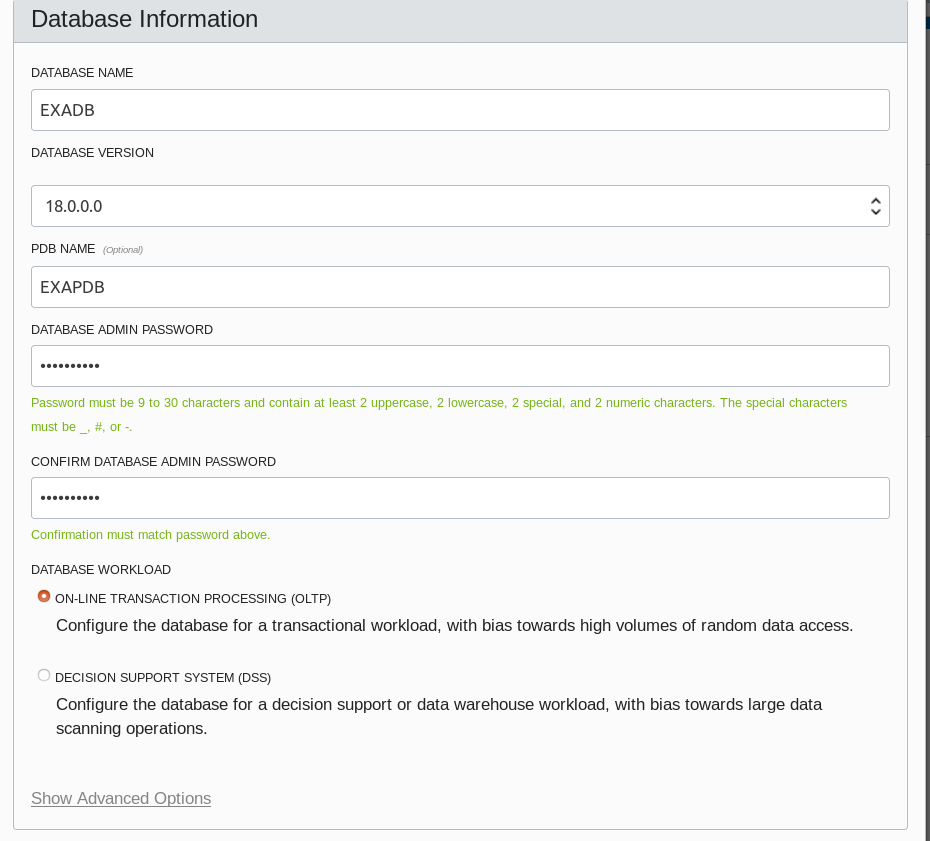 Database Information
DATABASE NAME
EXADB
DATABASE VERSION
18.0.0.0
PDB NAME (Optional)
EXAPDB
DATABASE ADMIN PASSWORD
••••••••••
Password must be 9 to 30 characters and contain at least 2 uppercase, 2 lowercase, 2 special, and 2 numeric characters. The special characters
must be _, #, or -.
CONFIRM DATABASE ADMIN PASSWORD
••••••••••
Confirmation must match password above.
DATABASE WORKLOAD
ON-LINE TRANSACTION PROCESSING (OLTP)
Configure the database for a transactional workload, with bias towards high volumes of random data access.
DECISION SUPPORT SYSTEM (DSS)
Configure the database for a decision support or data warehouse workload, with bias towards large data
scanning operations.
Show Advanced Options